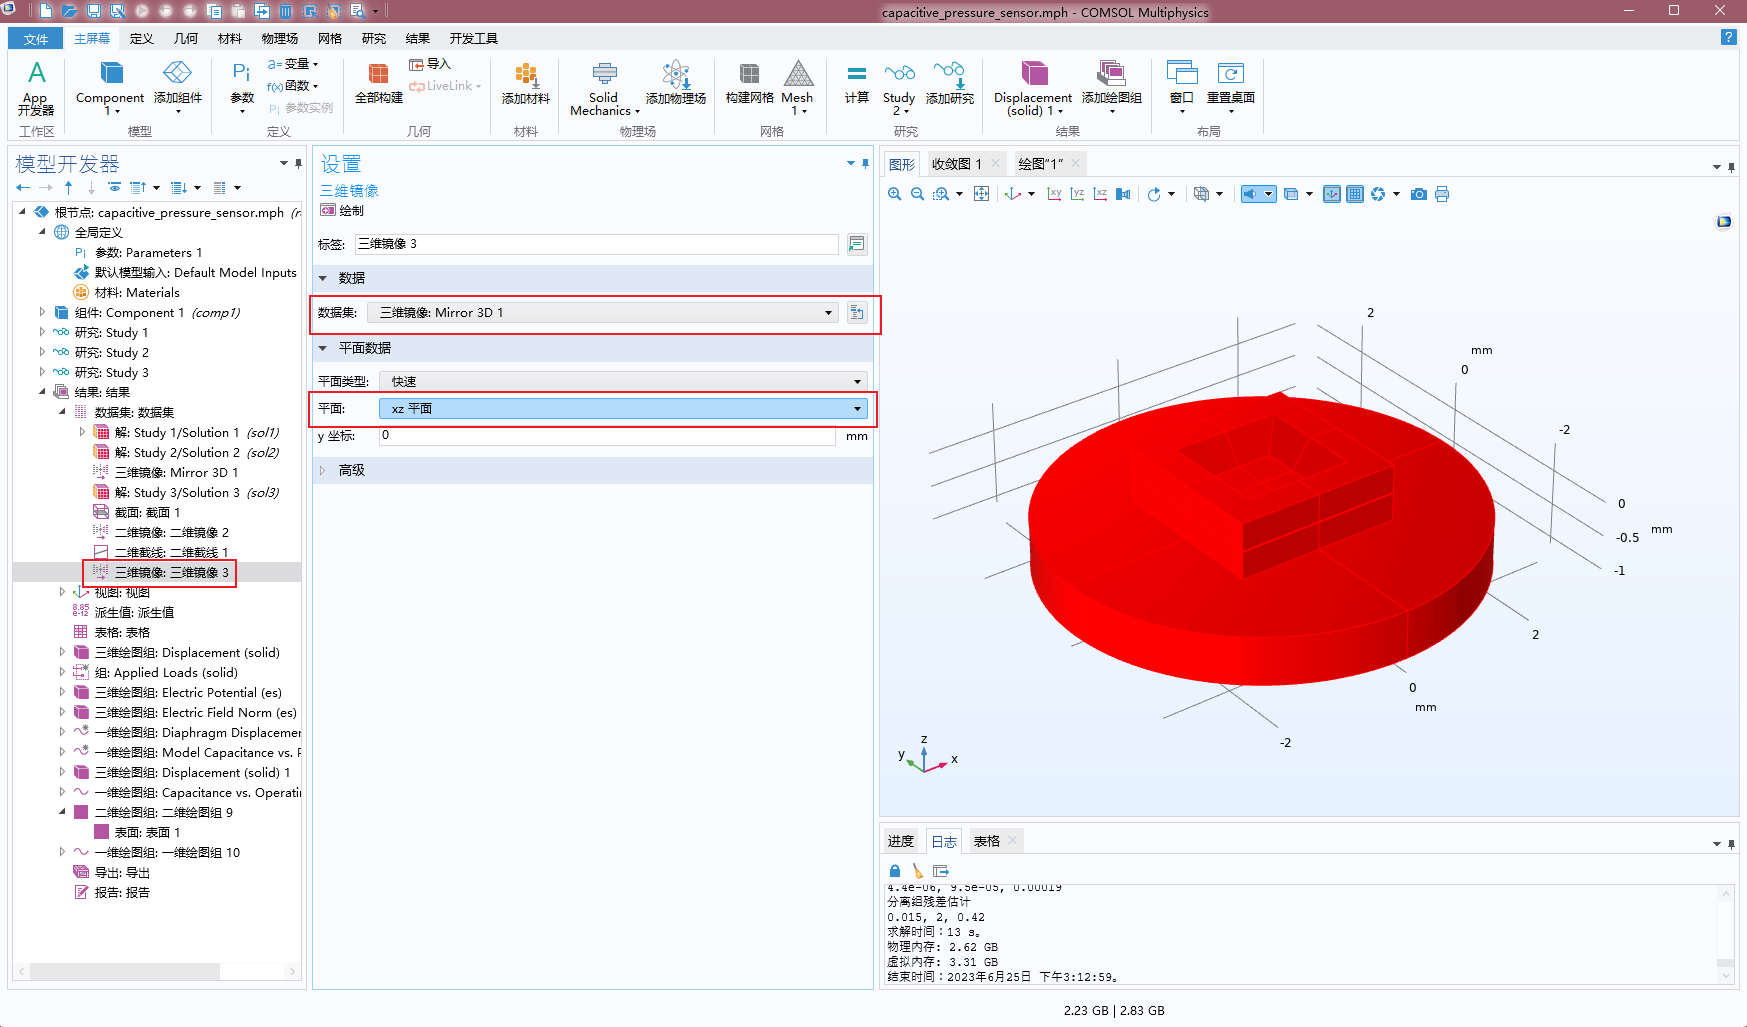 capacitive_pressure_sensor.mph - COMSOL Multiphysics
文件 主屏幕 定义 几何 材料 物理场 网格 研究 结果 开发工具
App 开发器
工作区
Component 1
添加组件
模型
Pi 参数
a= 变量
f(x) 函数
Pi 参数实例
定义
全部构建
导入
LiveLink
几何
添加材料
材料
Solid Mechanics
添加物理场
物理场
构建网格
Mesh 1
网格
计算
Study 2
添加研究
研究
Displacement (solid) 1
添加绘图组
结果
窗口
重置桌面
布局
模型开发器
根节点: capacitive_pressure_sensor.mph
全局定义
Pi 参数: Parameters 1
默认模型输入: Default Model Inputs
材料: Materials
组件: Component 1 (comp1)
研究: Study 1
研究: Study 2
研究: Study 3
结果: 结果
数据集: 数据集
解: Study 1/Solution 1 (sol1)
解: Study 2/Solution 2 (sol2)
三维镜像: Mirror 3D 1
解: Study 3/Solution 3 (sol3)
截面: 截面 1
二维镜像: 二维镜像 2
二维截线: 二维截线 1
三维镜像: 三维镜像 3
视图: 视图
8.85 e-12 派生值: 派生值
表格: 表格
三维绘图组: Displacement (solid)
组: Applied Loads (solid)
三维绘图组: Electric Potential (es)
三维绘图组: Electric Field Norm (es)
一维绘图组: Diaphragm Displacemer
一维绘图组: Model Capacitance vs. P
三维绘图组: Displacement (solid) 1
一维绘图组: Capacitance vs. Operatin
二维绘图组: 二维绘图组 9
表面: 表面 1
一维绘图组: 一维绘图组 10
导出: 导出
报告: 报告
设置
三维镜像
绘制
标签: 三维镜像 3
数据
数据集: 三维镜像: Mirror 3D 1
平面数据
平面类型: 快速
平面: xz 平面
y 坐标: 0 mm
高级
图形 收敛图 1 绘图“1”
xy yz xz
2
mm
0
-2
0
mm
-0.5
-1
2
0
mm
-2
z
y
x
进度 日志 表格
4.4e-06, 9.5e-05, 0.00019
分离组残差估计
0.015, 2, 0.42
求解时间：13 s。
物理内存: 2.62 GB
虚拟内存: 3.31 GB
结束时间：2023年6月25日 下午3:12:59。
2.23 GB | 2.83 GB